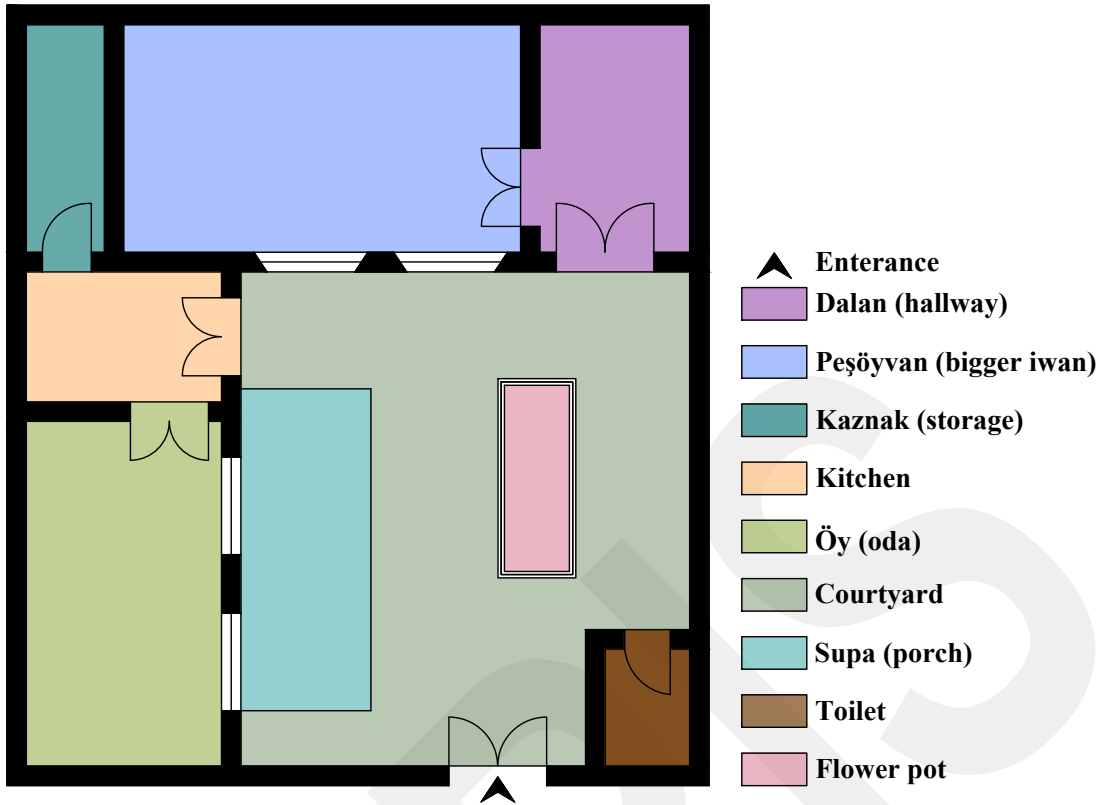 Enterance
Dalan (hallway)
Peşöyvan (bigger iwan)
Kaznak (storage)
Kitchen
Öy (oda)
Courtyard
Supa (porch)
Toilet
Flower pot